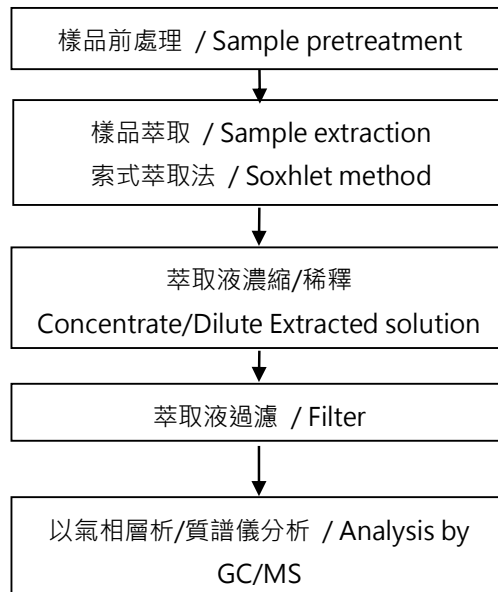 樣品前處理 / Sample pretreatment
樣品萃取 / Sample extraction
索式萃取法 / Soxhlet method
萃取液濃縮/稀釋
Concentrate/Dilute Extracted solution
萃取液過濾 / Filter
以氣相層析/質譜儀分析 / Analysis by
GC/MS